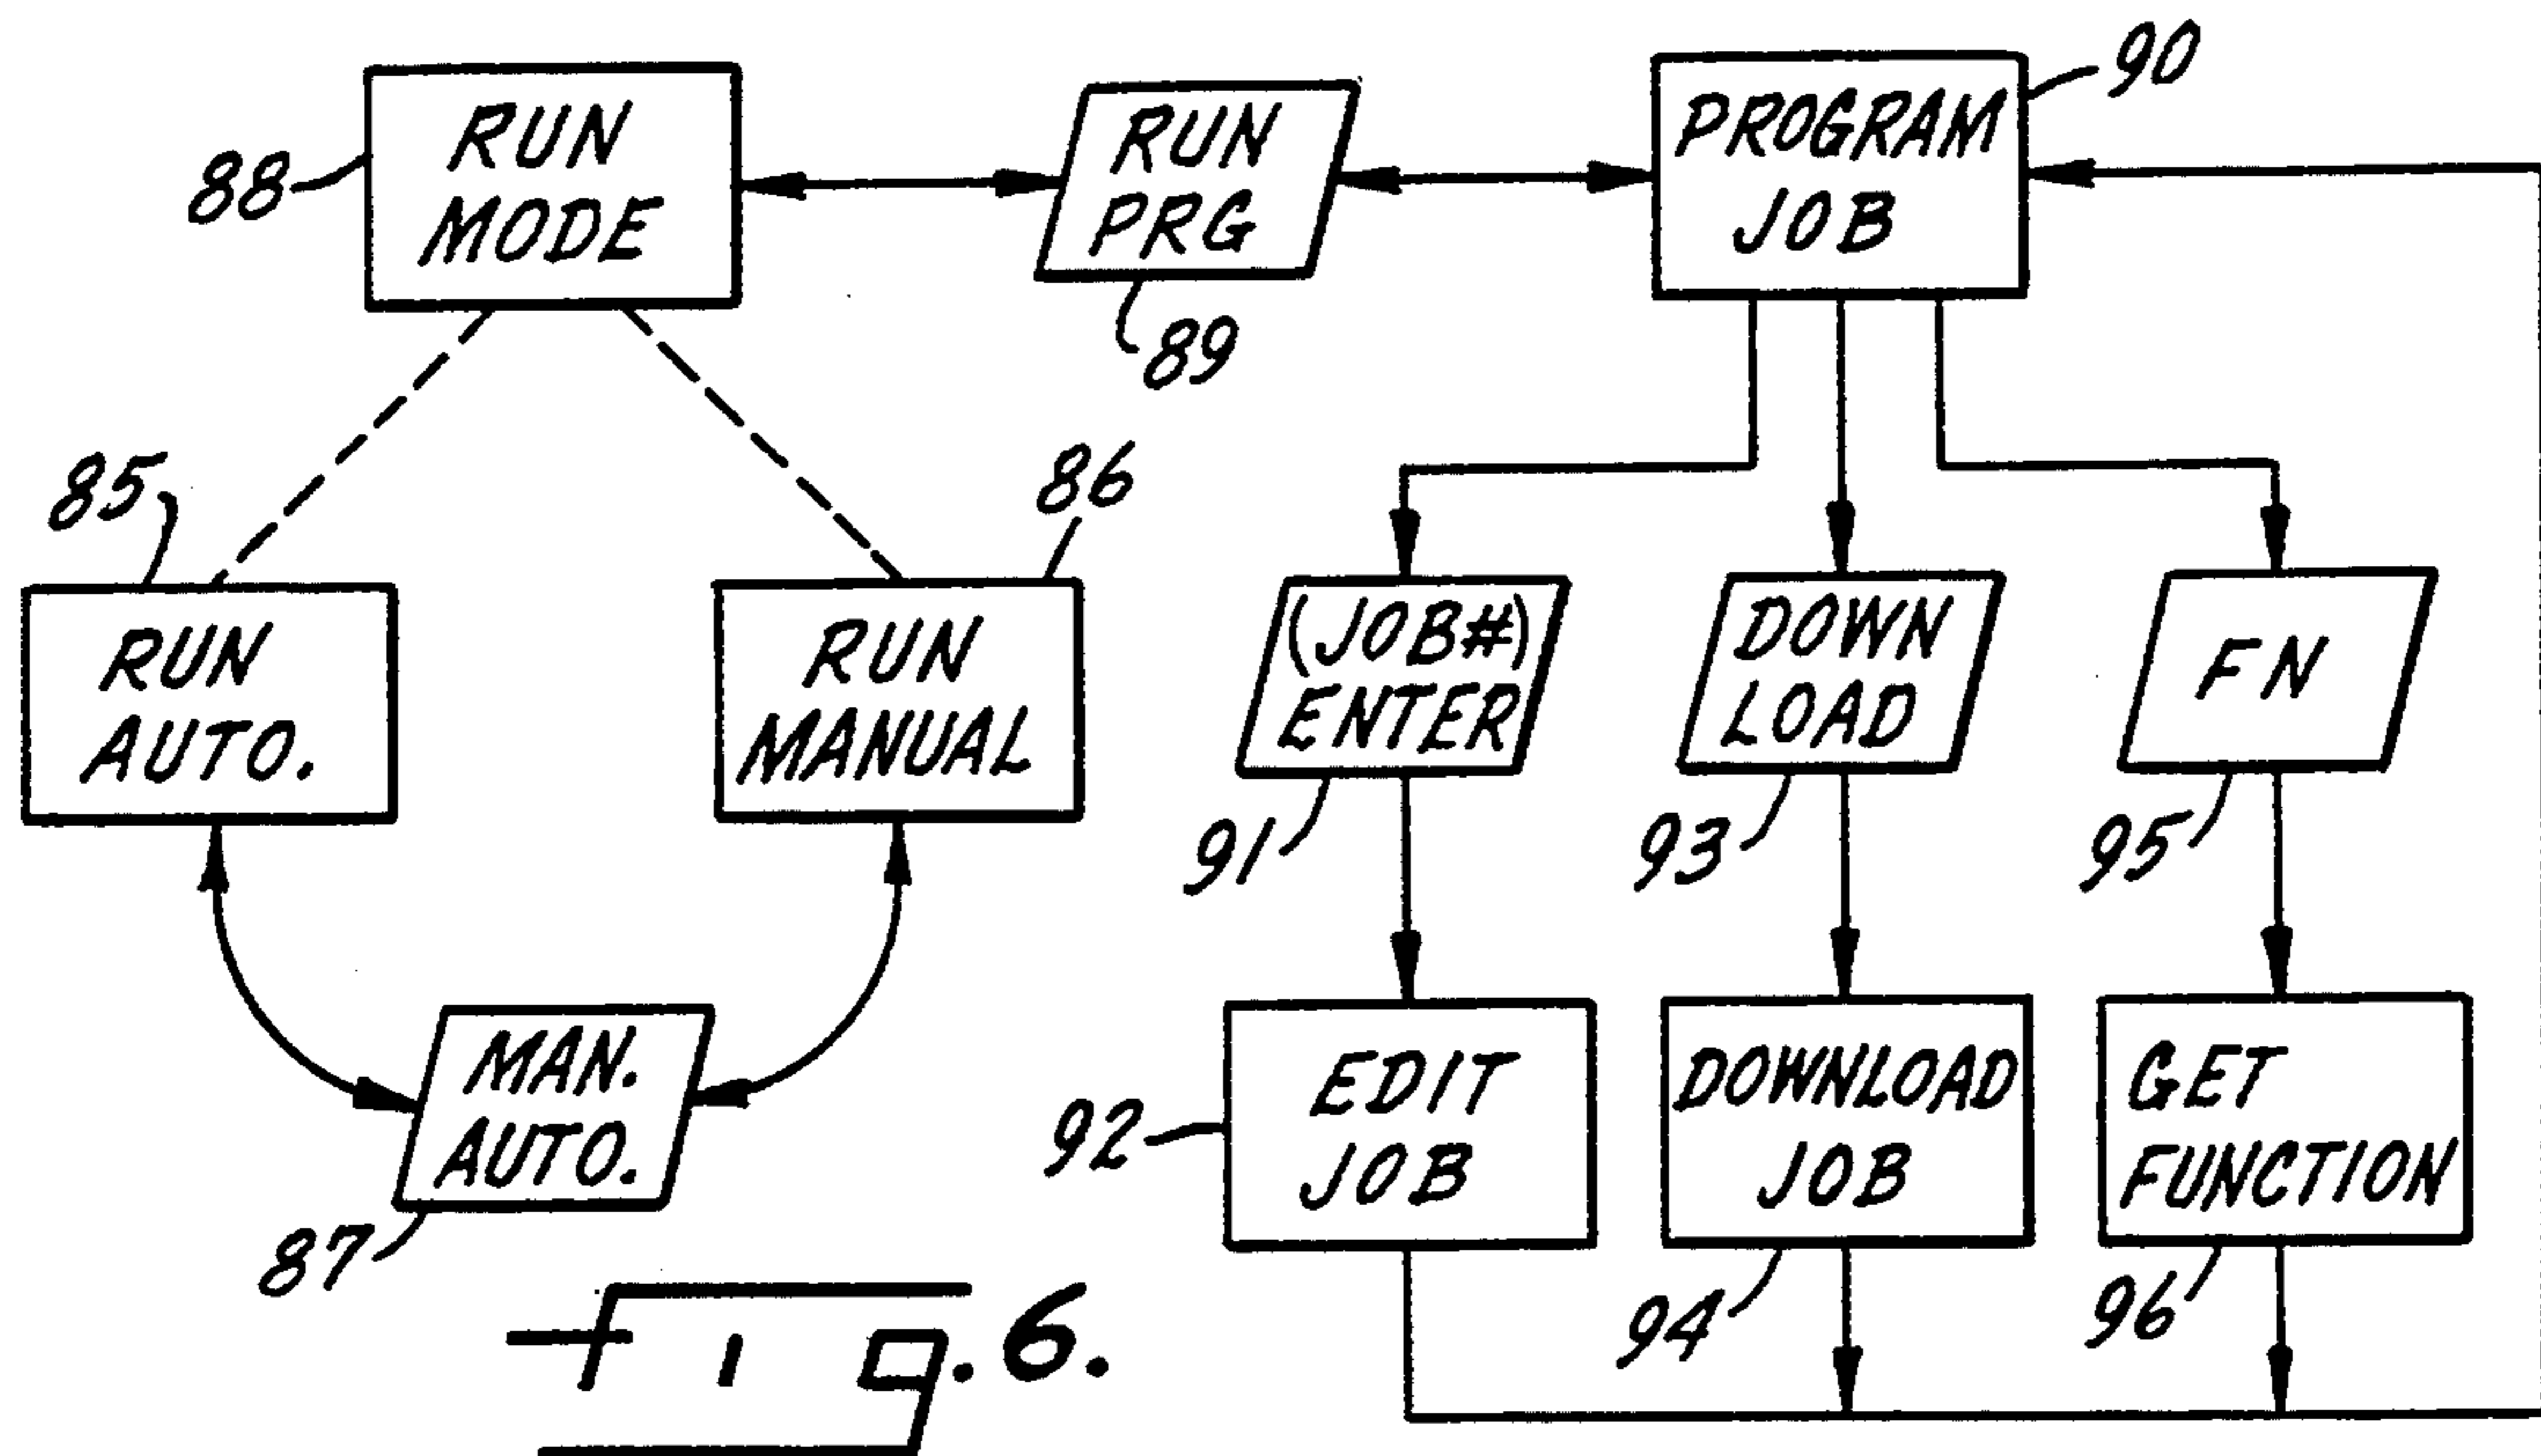 RUN
MODE
88
RUN
PRG
89
PROGRAM
JOB
90
85
RUN
AUTO.
86
RUN
MANUAL
MAN.
AUTO.
87
(JOB#)
ENTER
91
DOWN
LOAD
93
FN
95
EDIT
JOB
92
DOWNLOAD
JOB
94
GET
FUNCTION
96
Fig. 6.